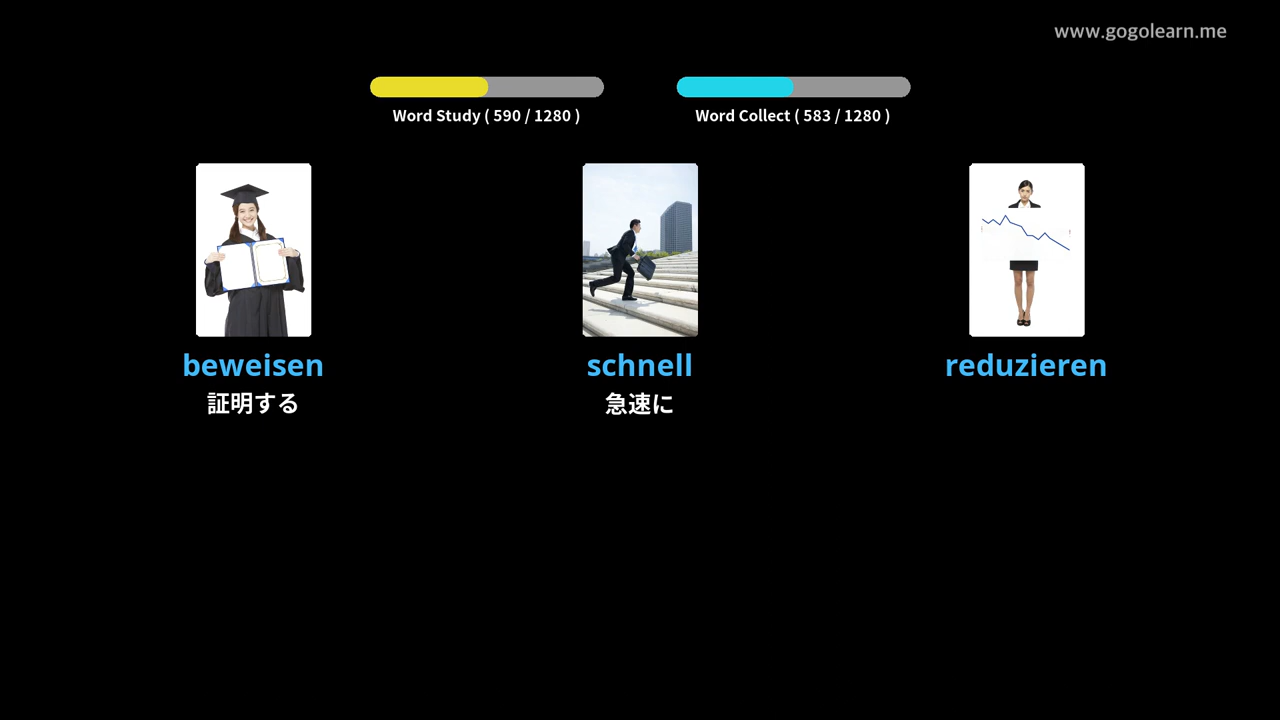 www.gogolearn.me
Word Study ( 590 / 1280 )
Word Collect ( 583 / 1280 )
beweisen
証明する
schnell
急速に
reduzieren